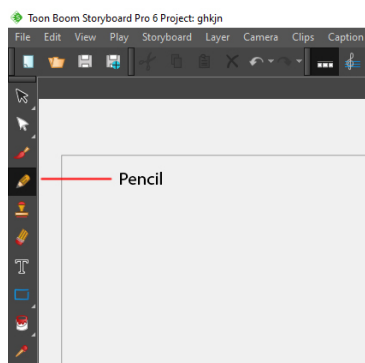 Toon Boom Storyboard Pro 6 Project: ghkjn
File Edit View Play Storyboard Layer Camera Clips Caption
Pencil
T